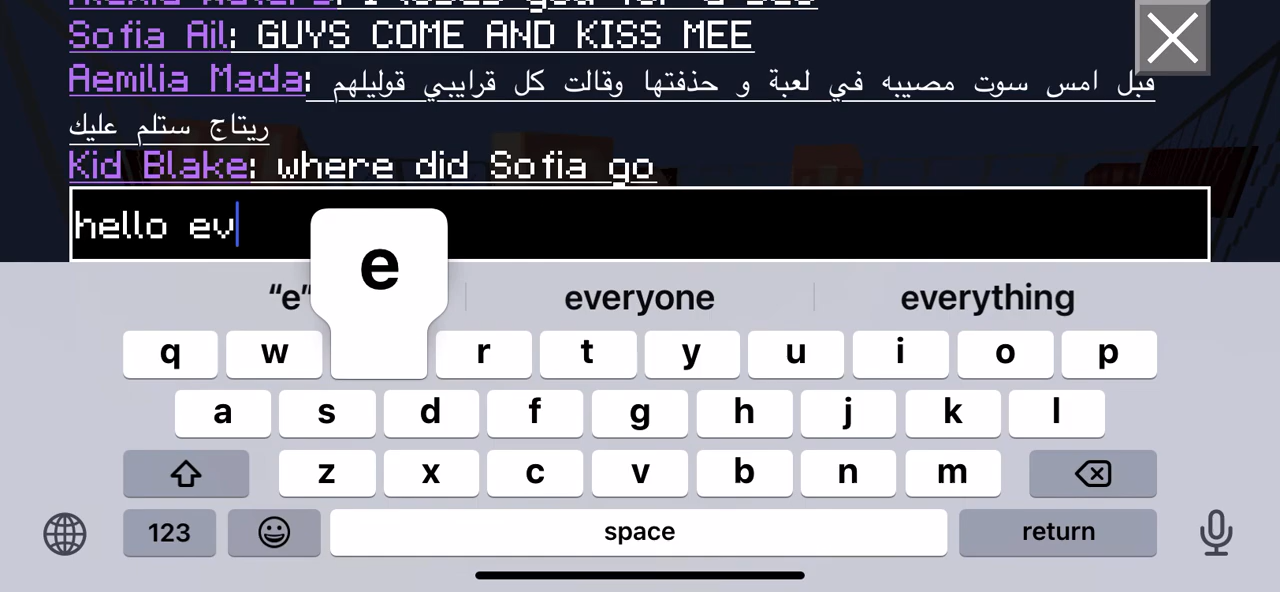 Sofia Ail: GUYS COME AND KISS MEE
Aemilia Mada: قبل امس سوت مصيبه في لعبة و حذفتها وقالت كل قرايبي قوليلهم
ريتاج ستلم عليك
Kid Blake: where did Sofia go
hello ev
e
“e” everyone everything
q w r t y u i o p
a s d f g h j k l
z x c v b n m
123 space return